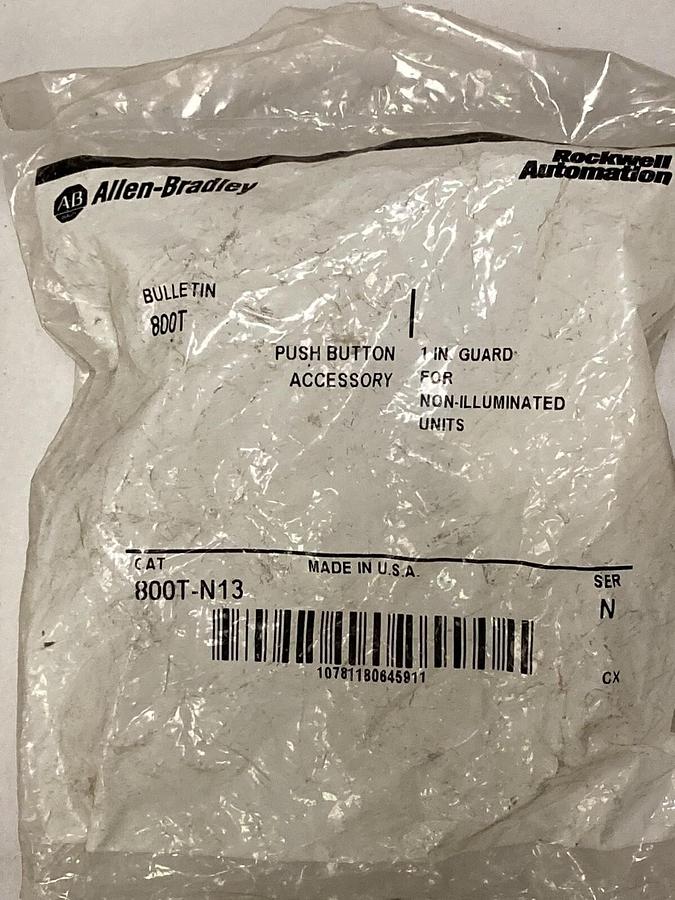 AB Allen-Bradley
Rockwell
Automation
BULLETIN
800T
PUSH BUTTON
ACCESSORY
1 IN. GUARD
FOR
NON-ILLUMINATED
UNITS
CAT
800T-N13
MADE IN U.S.A.
SER
N
10781180645911
CX